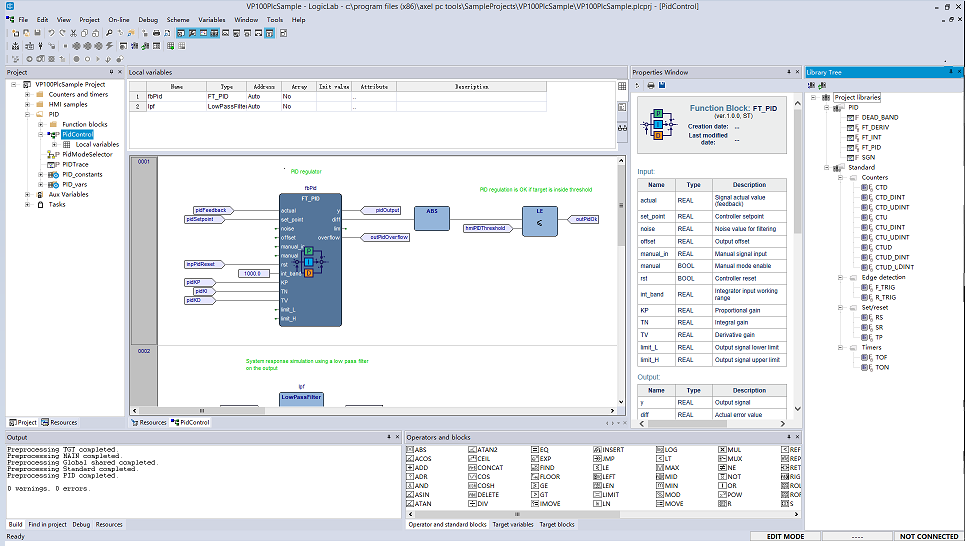 VP100PlcSample - LogicLab - c:\program files (x86)\axel pc tools\SampleProjects\VP100PlcSample\VP100PlcSample.plcprj - [PidControl]
File Edit View Project On-line Debug Scheme Variables Window Tools Help
Project
VP100PlcSample Project
Counters and timers
HMI samples
PID
Function blocks
PidControl
Local variables
PidModeSelector
PIDTrace
PID_constants
PID_vars
Aux Variables
Tasks
Project Resources
Local variables
Name Type Address Array Init value Attribute Description
1 fbPid FT_PID Auto No ..
2 lpf LowPassFilter Auto No ..
0001
PID regulator
fbPid
FT_PID
pidFeedback actual y pidOutput
pidSetpoint set_point diff
noise lim
offset overflow outPidOverflow
manual_in
manual
inpPidReset rst
1000.0 int_band
pidKP KP
pidKI TN
pidKD TV
limit_L
limit_H
ABS
PID regulation is OK if target is inside threshold
hmiPIDThreshold
LE
≤
outPidOk
0002
System response simulation using a low pass filter
on the output
lpf
LowPassFilter
Resources PidControl
Properties Window
Function Block: FT_PID
(ver.1.0.0, ST)
Creation date: ...
Last modified
date: ...
P
I
D
Input:
Name Type Description
actual REAL Signal actual value (feedback)
set_point REAL Controller setpoint
noise REAL Noise value for filtering
offset REAL Output offset
manual_in REAL Manual signal input
manual BOOL Manual mode enable
rst BOOL Controller reset
int_band REAL Integrator input working range
KP REAL Proportional gain
TN REAL Integral gain
TV REAL Derivative gain
limit_L REAL Output signal lower limit
limit_H REAL Output signal upper limit
Output:
Name Type Description
y REAL Output signal
diff REAL Actual error value
Library Tree
Project libraries
PID
DEAD_BAND
FT_DERIV
FT_INT
FT_PID
SGN
Standard
Counters
CTD
CTD_DINT
CTD_UDINT
CTU
CTU_DINT
CTU_UDINT
CTUD
CTUD_DINT
CTUD_UDINT
Edge detection
F_TRIG
R_TRIG
Set/reset
RS
SR
TP
Timers
TOF
TON
Output
Preprocessing TGT completed.
Preprocessing MAIN completed.
Preprocessing Global shared completed.
Preprocessing Standard completed.
Preprocessing PID completed.
0 warnings, 0 errors.
Build Find in project Debug Resources
Operators and blocks
ABS ATAN2 EQ INSERT LOG MUL REF
ACOS CEIL EXP JMP LT MUX REP
ADD CONCAT FIND LE MAX NE RET
ADR COS FLOOR LEFT MID NOT RIG
AND COSH GE LEN MIN OR ROL
ASIN DELETE GT LIMIT MOD POW ROF
ATAN DIV IMOVE LN MOVE R S
Operator and standard blocks Target variables Target blocks
Ready EDIT MODE ---- NOT CONNECTED